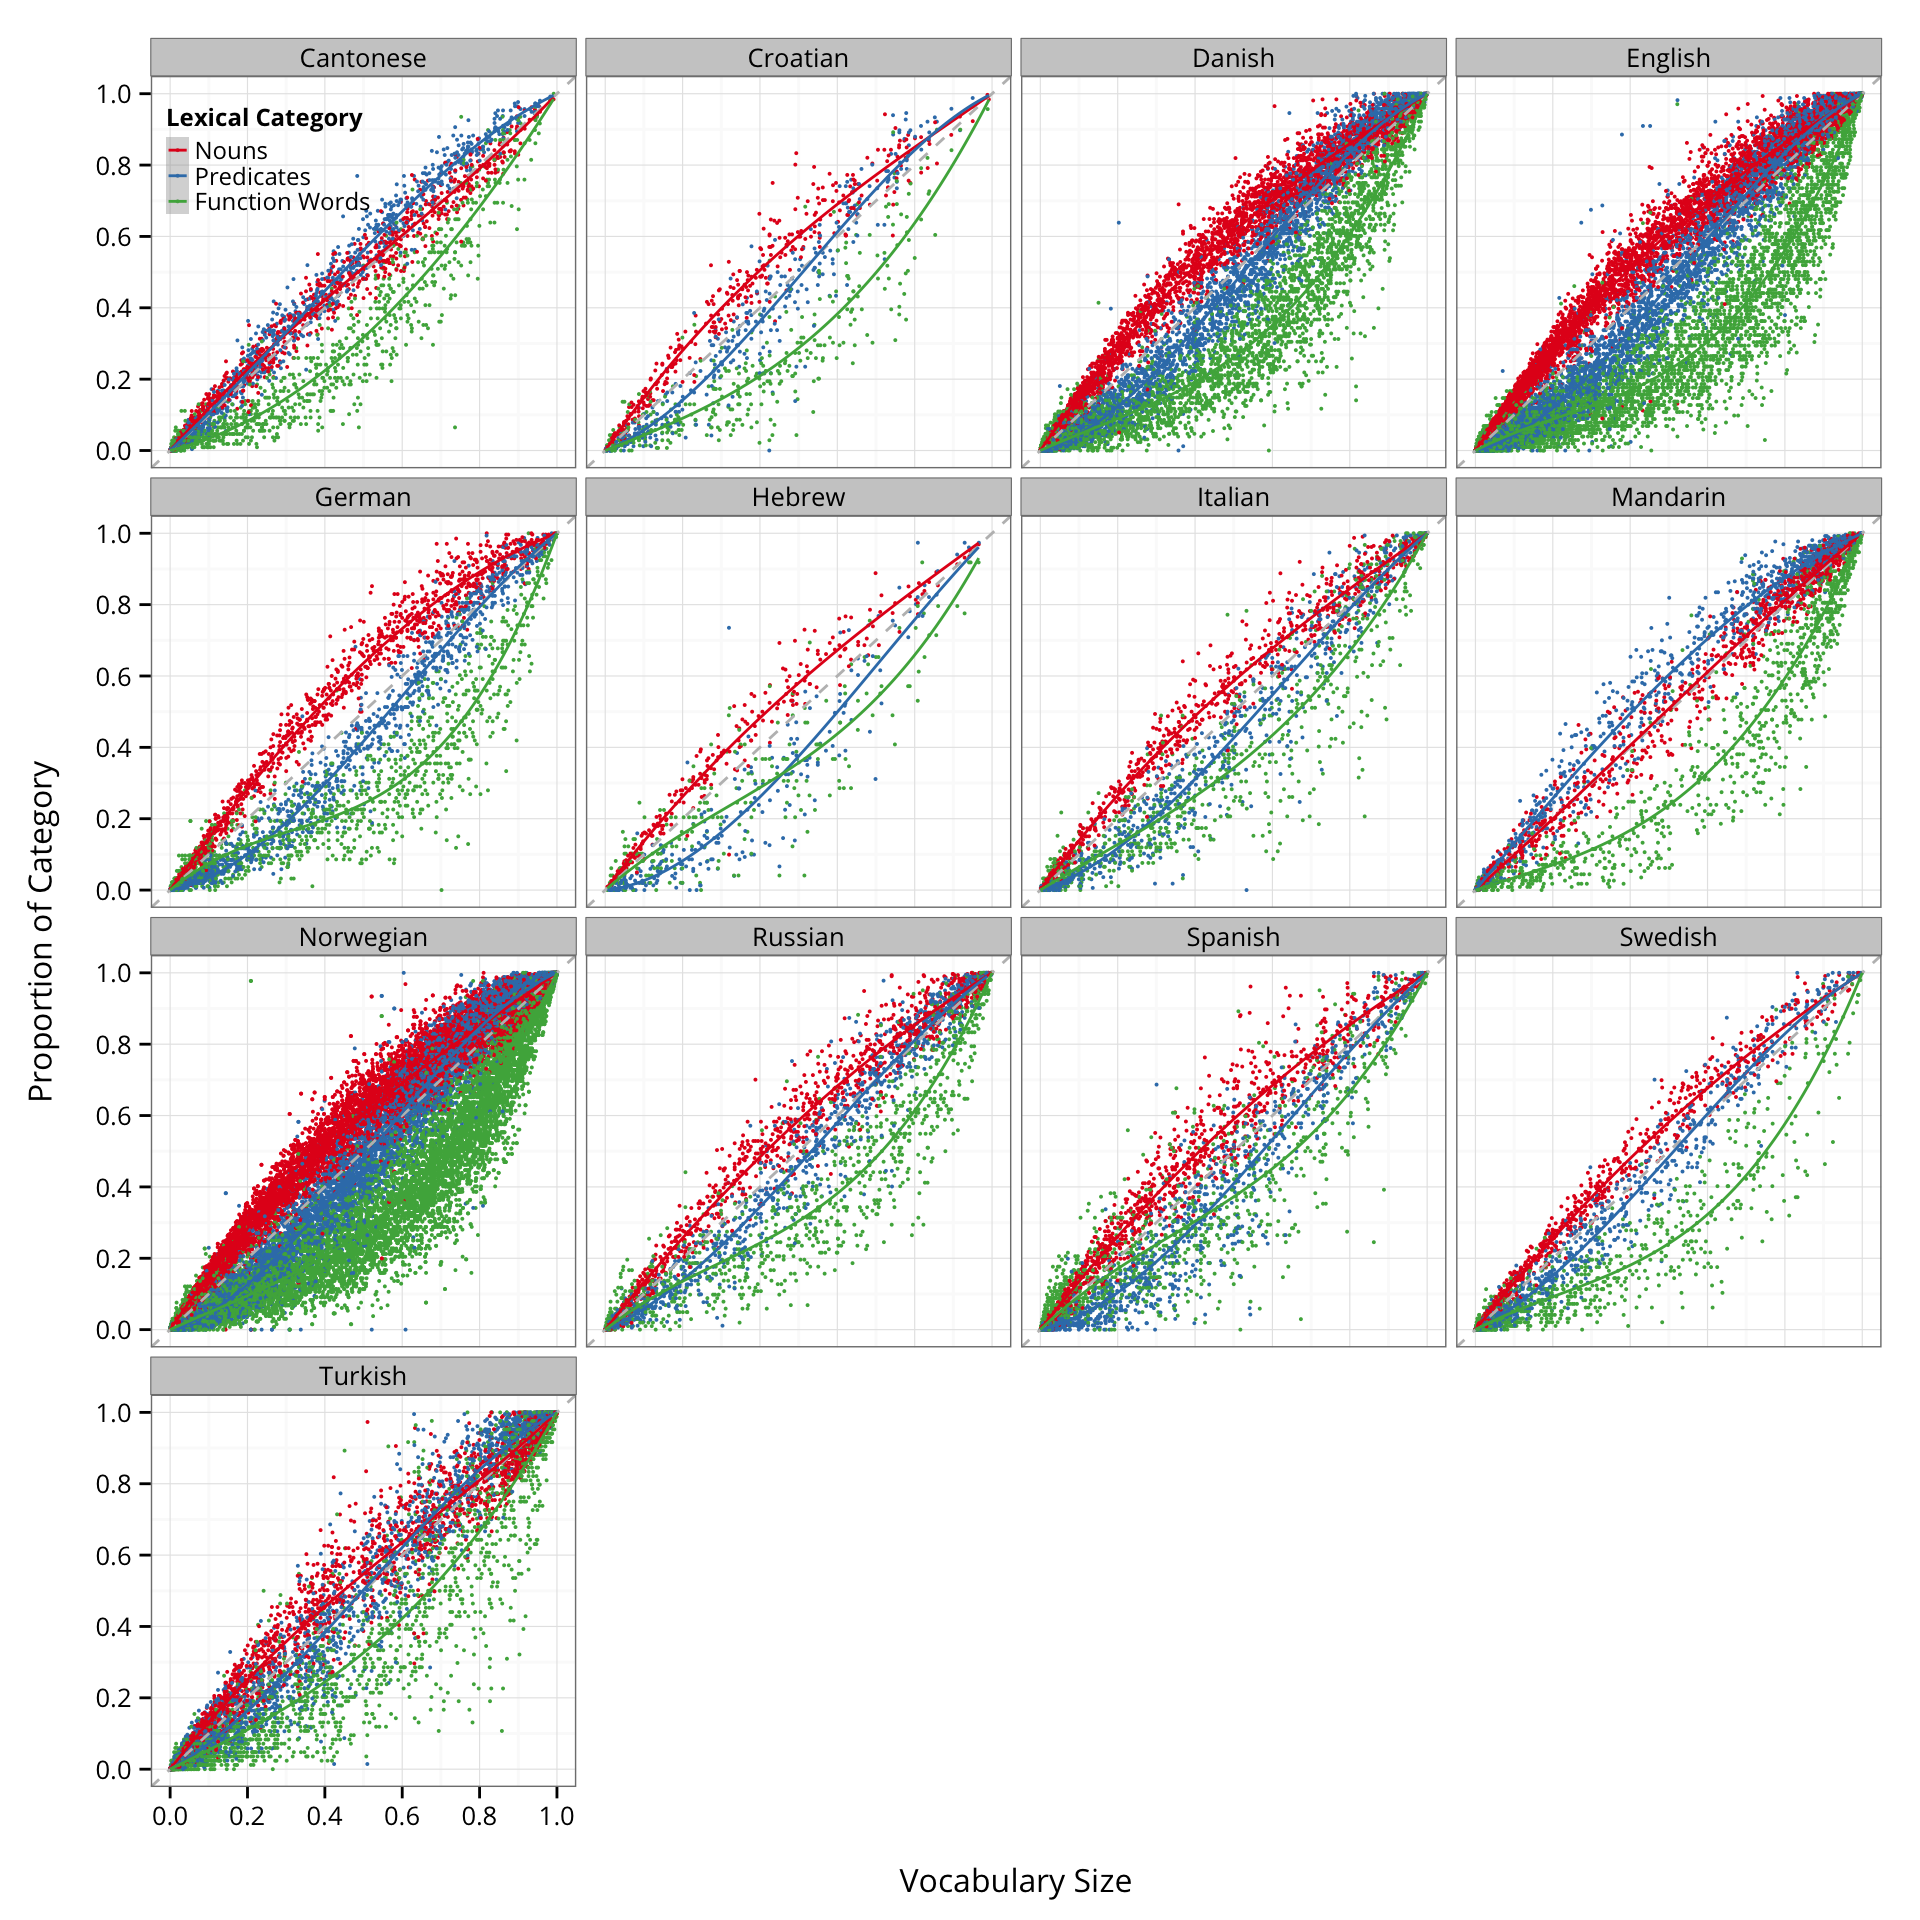 Cantonese Croatian Danish English
Lexical Category
Nouns
Predicates
Function Words
1.0
0.8
0.6
0.4
0.2
0.0
German Hebrew Italian Mandarin
1.0
0.8
0.6
0.4
0.2
0.0
Proportion of Category
Norwegian Russian Spanish Swedish
1.0
0.8
0.6
0.4
0.2
0.0
Turkish
1.0
0.8
0.6
0.4
0.2
0.0
0.0 0.2 0.4 0.6 0.8 1.0
Vocabulary Size